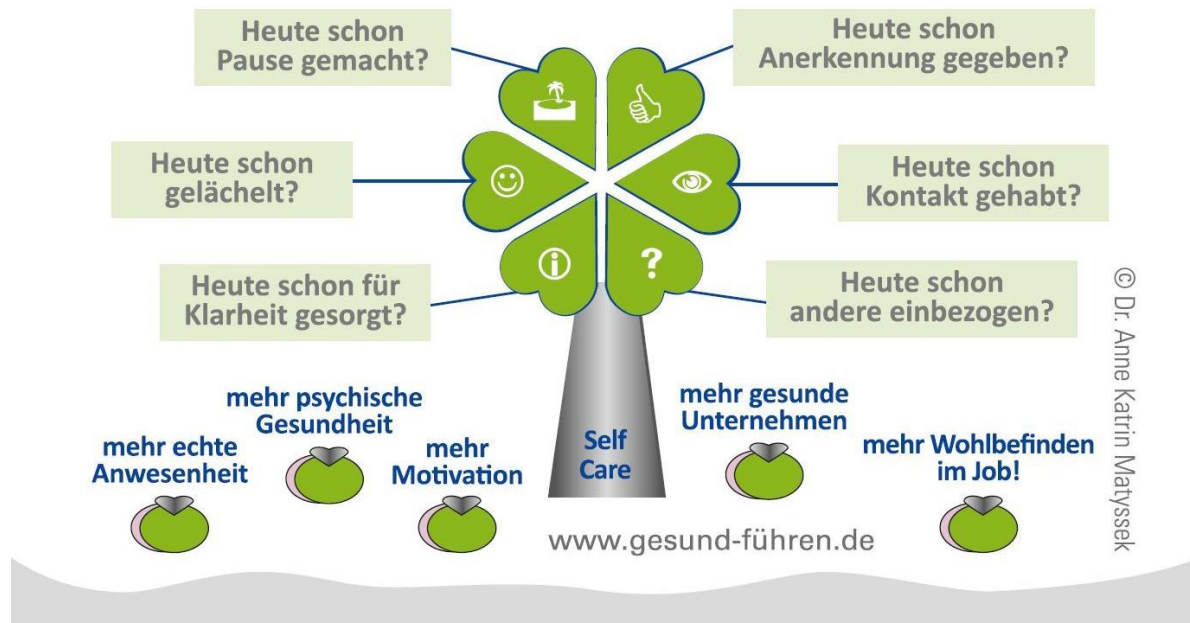 Heute schon
Pause gemacht?
Heute schon
Anerkennung gegeben?
Heute schon
gelächelt?
Heute schon
Kontakt gehabt?
Heute schon für
Klarheit gesorgt?
Heute schon
andere einbezogen?
mehr echte
Anwesenheit
mehr psychische
Gesundheit
mehr
Motivation
Self
Care
mehr gesunde
Unternehmen
mehr Wohlbefinden
im Job!
www.gesund-führen.de
© Dr. Anne Katrin Matyssek